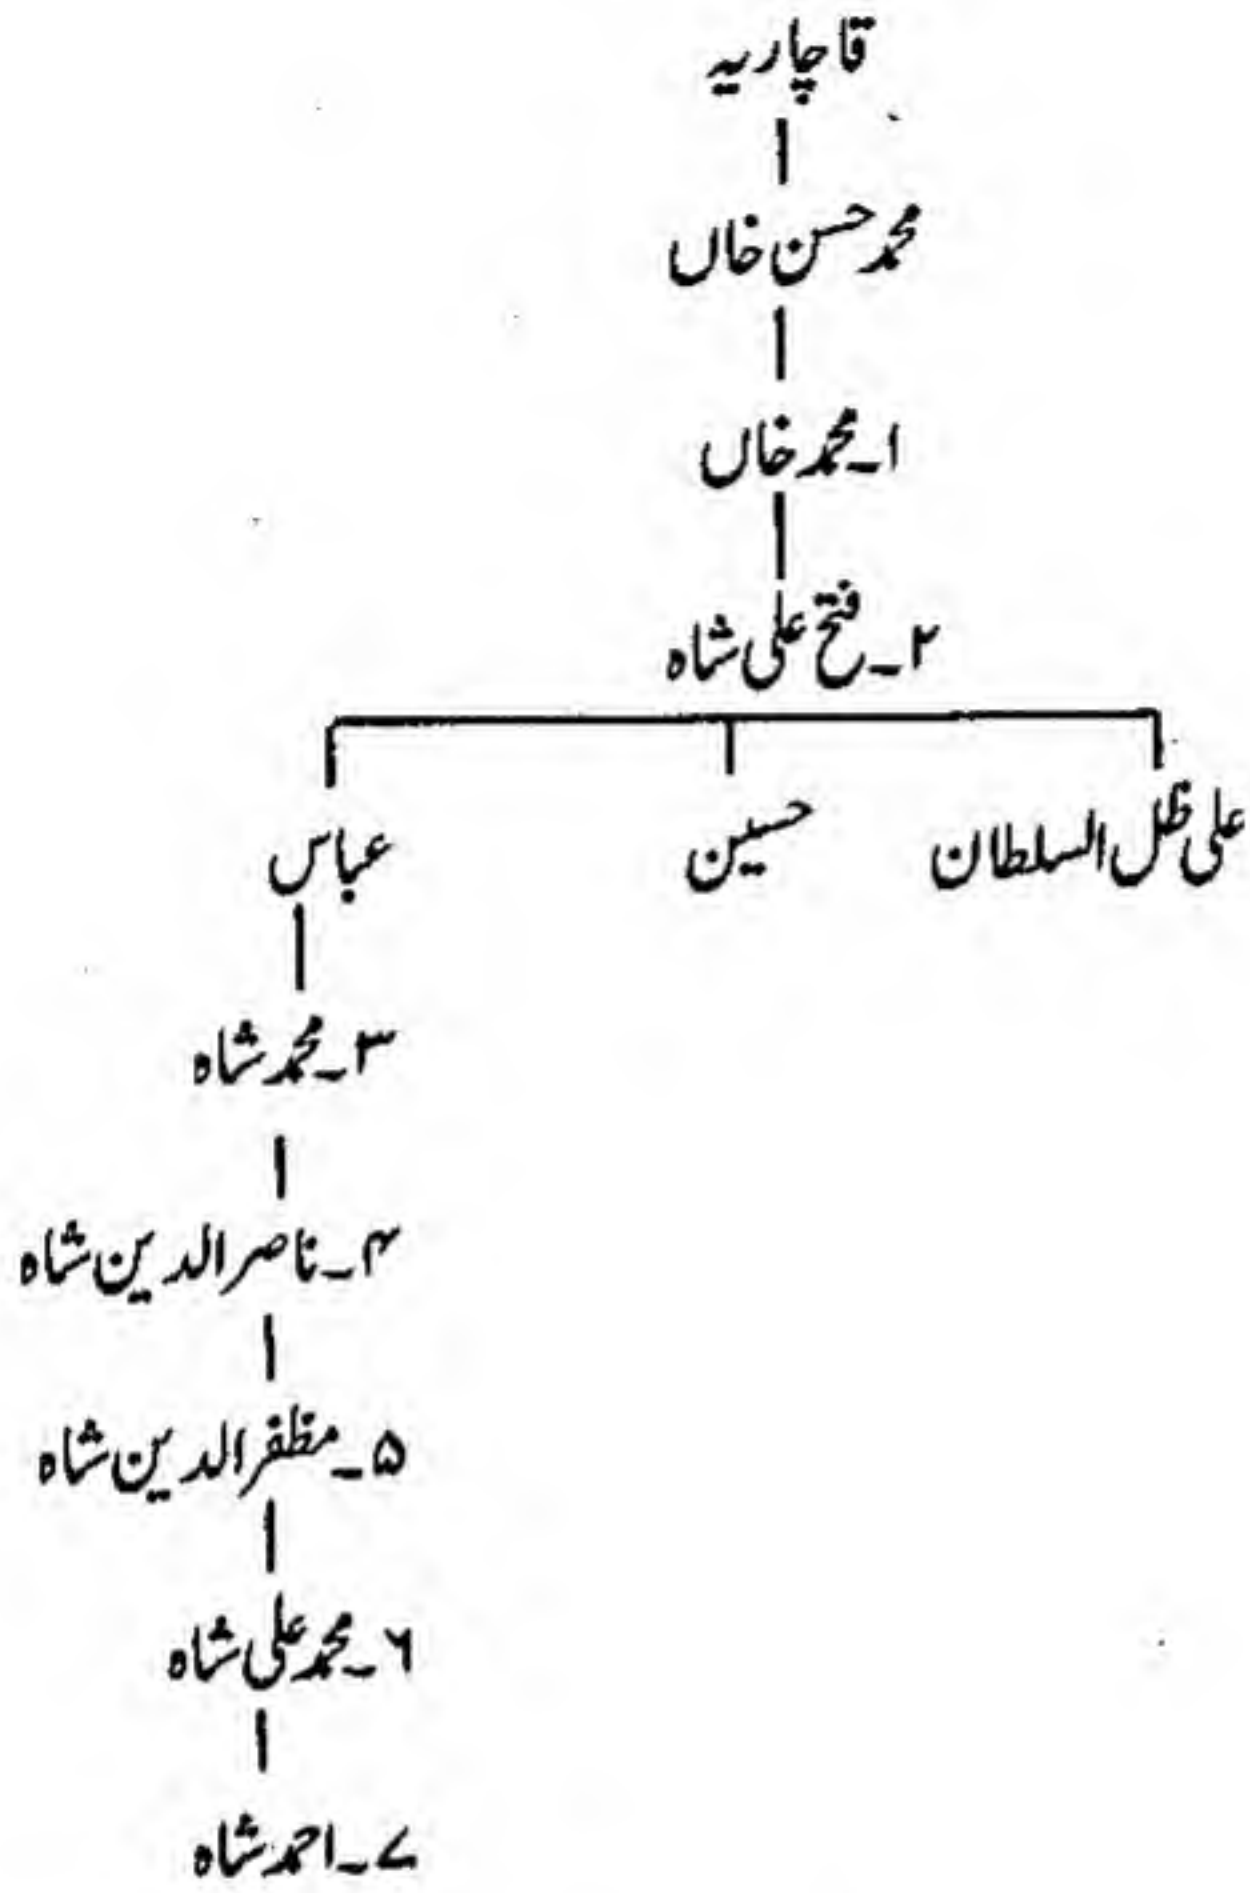 قاچاریہ
محمد حسن خاں
۱۔ محمد خاں
۲۔ فتح علی شاہ
علی ظل السلطان
حسین
عباس
۳۔ محمد شاہ
۴۔ ناصر الدین شاہ
۵۔ مظفر الدین شاہ
۶۔ محمد علی شاہ
۷۔ احمد شاہ